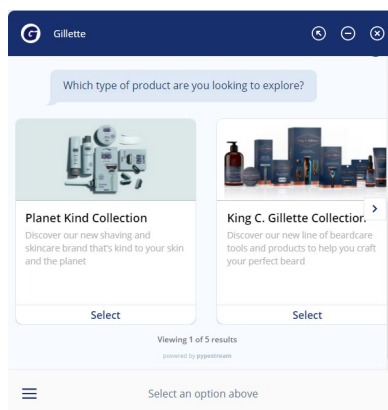 Gillette
Which type of product are you looking to explore?
Planet Kind Collection
Discover our new shaving and
skincare brand that's kind to your skin
and the planet
Select
King C. Gillette Collection
Discover our new line of beardcare
tools and products to help you craft
your perfect beard
Select
Viewing 1 of 5 results
powered by pypestream
Select an option above